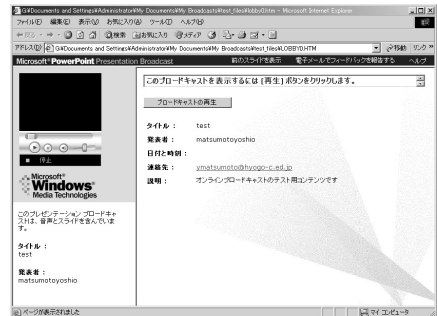 G:¥Documents and Settings¥Administrator¥My Documents¥My Broadcasts¥test_files¥lobby0.htm - Microsoft Internet Explorer
ファイル(F) 編集(E) 表示(V) お気に入り(A) ツール(T) ヘルプ(H)
戻る 検索 お気に入り メディア
アドレス(D) G:¥Documents and Settings¥Administrator¥My Documents¥My Broadcasts¥test_files¥LOBBY0.HTM 移動 リンク »
Microsoft® PowerPoint Presentation Broadcast 前のスライドを表示 電子メールでフィードバックを報告する ヘルプ
このブロードキャストを表示するには [再生] ボタンをクリックします。
ブロードキャストの再生
タイトル : test
発表者 : matsumotoyoshio
日付と時刻 :
連絡先 : ymatsumoto@hyogo-c.ed.jp
説明 : オンラインブロードキャストのテスト用コンテンツです
停止
Microsoft®
Windows®
Media Technologies
このプレゼンテーション ブロードキャ
ストは、音声とスライドを含んでいま
す。
タイトル :
test
発表者 :
matsumotoyoshio
ページが表示されました マイ コンピュータ